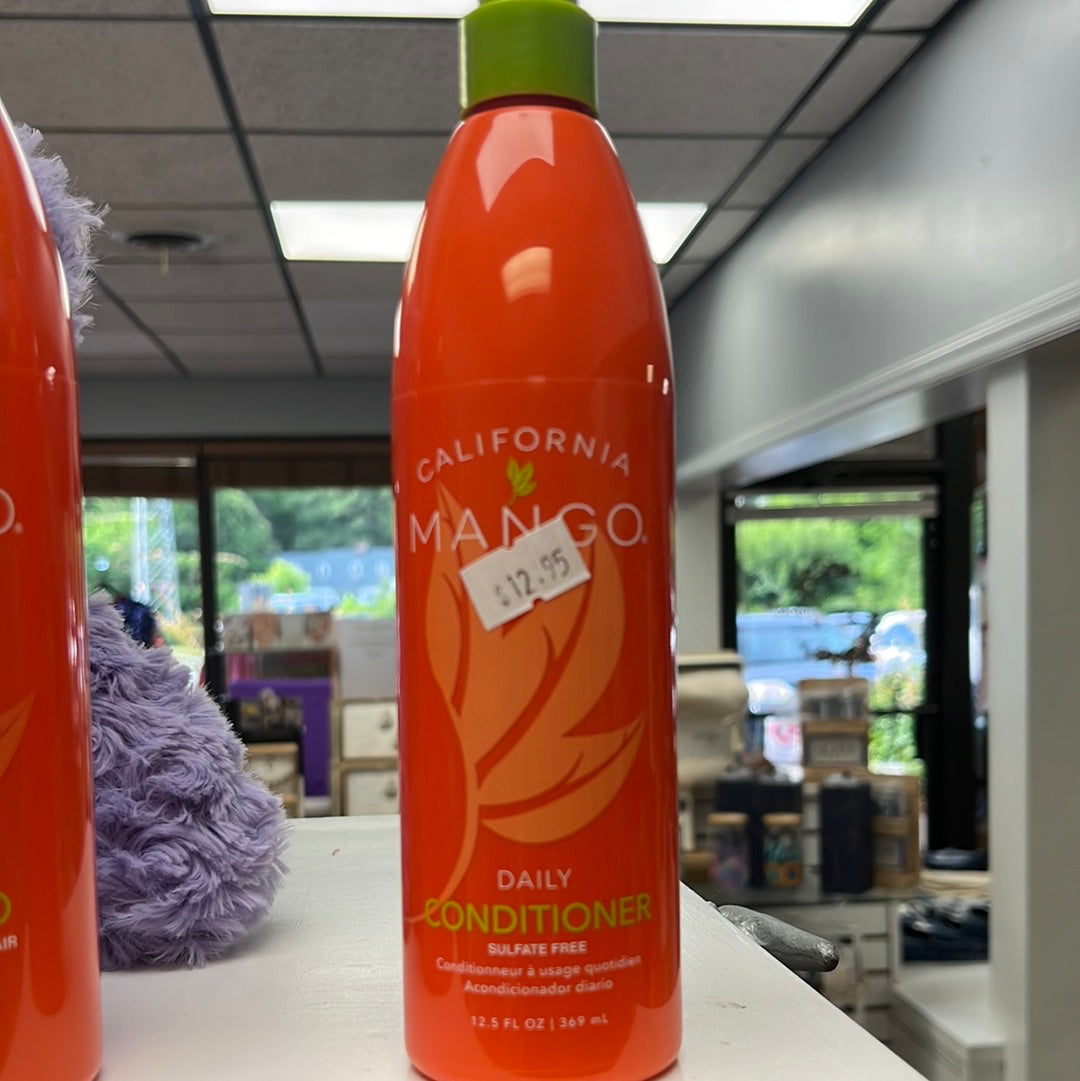 CALIFORNIA
MANGO.
$12.95
DAILY
CONDITIONER
SULFATE FREE
Conditionneur à usage quotidien
Acondicionador diario
12.5 FL OZ | 369 mL
O.
O
AIR